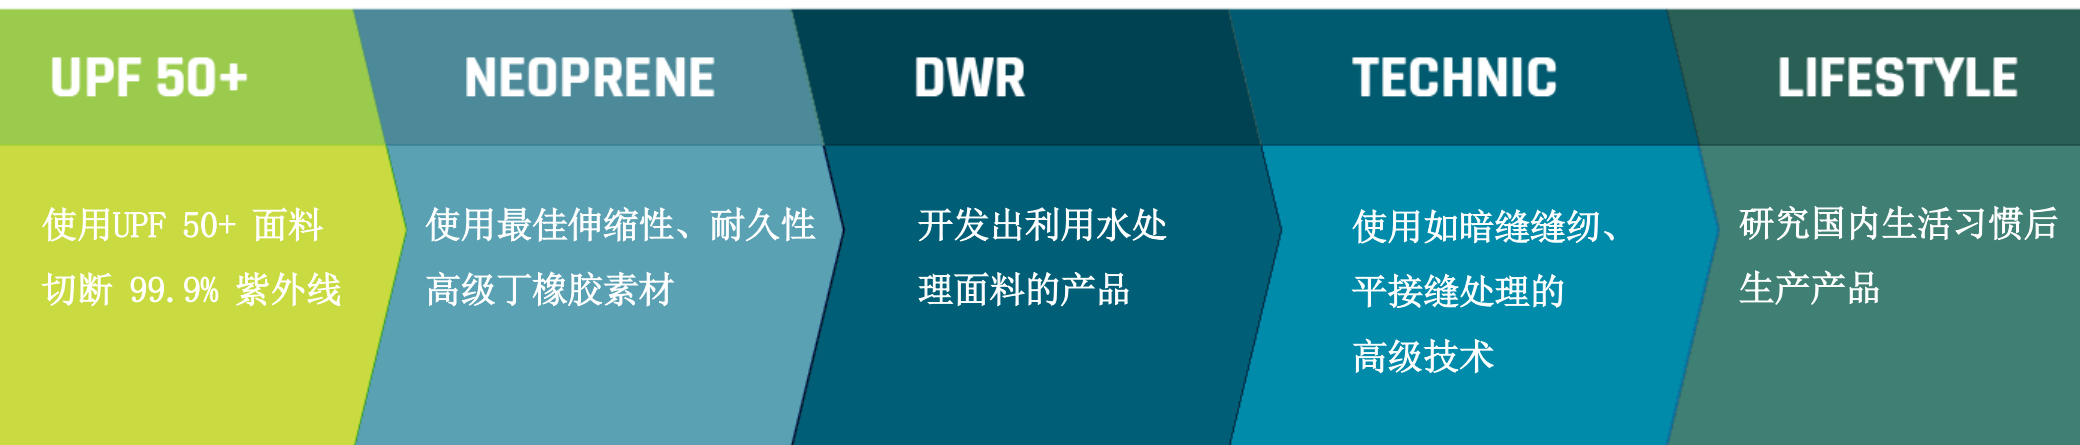 UPF 50+
使用UPF 50+ 面料
切断 99.9% 紫外线
NEOPRENE
使用最佳伸缩性、耐久性
高级丁橡胶素材
DWR
开发出利用水处
理面料的产品
TECHNIC
使用如暗缝缝纫、
平接缝处理的
高级技术
LIFESTYLE
研究国内生活习惯后
生产产品